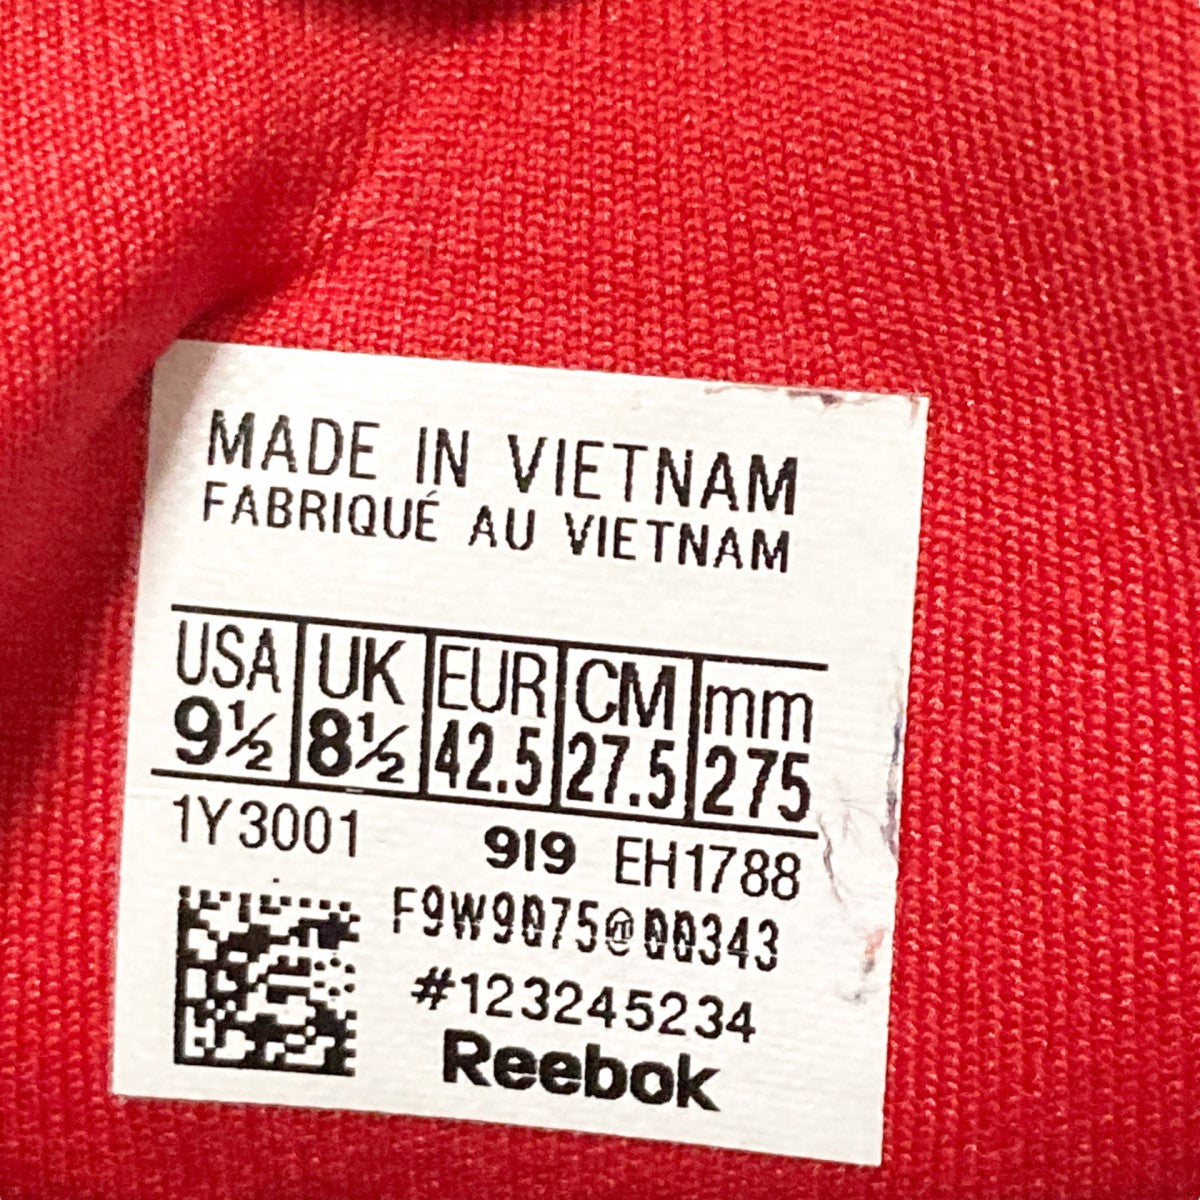 MADE IN VIETNAM
FABRIQUÉ AU VIETNAM
USA UK EUR CM mm
9½ 8½ 42.5 27.5 275
1Y3001 919 EH1788
F9W9075@00343
#123245234
Reebok